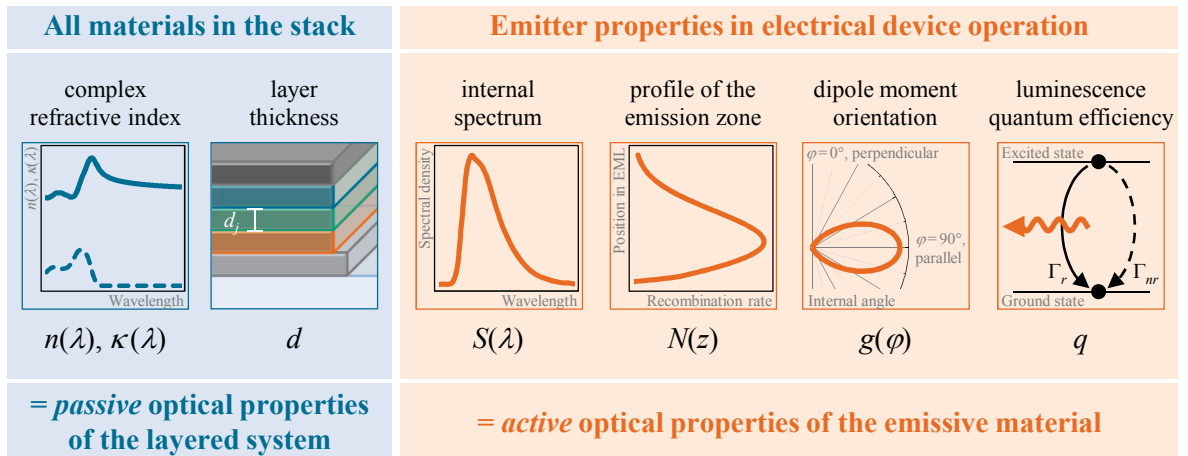 All materials in the stack
Emitter properties in electrical device operation
complex
refractive index
n(λ), κ(λ)
Wavelength
n(λ), κ(λ)
layer
thickness
d_j
d
internal
spectrum
Spectral density
Wavelength
S(λ)
profile of the
emission zone
Position in EML
Recombination rate
N(z)
dipole moment
orientation
φ=0°, perpendicular
φ=90°,
parallel
Internal angle
g(φ)
luminescence
quantum efficiency
Excited state
Γ_r
Γ_nr
Ground state
q
= passive optical properties
of the layered system
= active optical properties of the emissive material